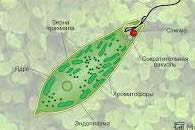 Зерна
крахмала
Стигма
Сократительная
вакуоль
Ядро
Хроматофоры
Эндоплазма